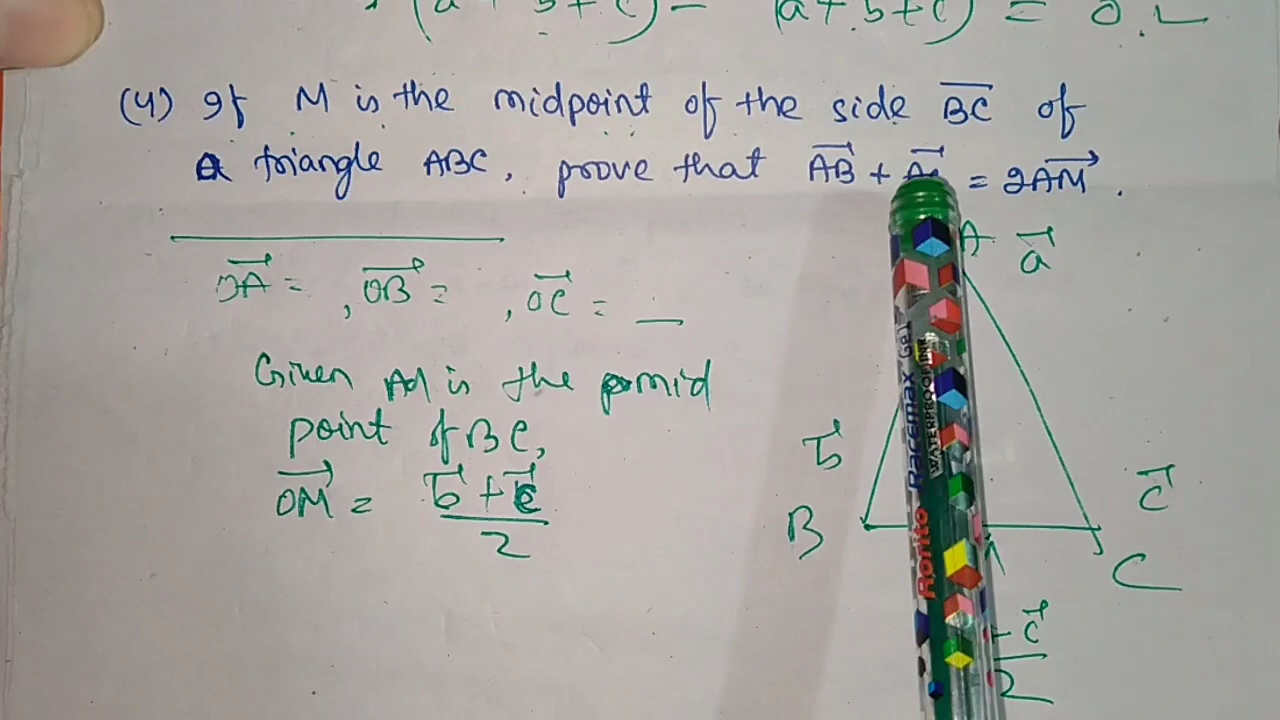 (a + b + c) - (a + b + c) = 0.
(4) If M is the midpoint of the side BC of
a triangle ABC, prove that AB + = 2AM.
A a
OA = , OB = , OC = _
Given M is the mid
point of BC,
b
OM = b + c / 2
c
B
C
c
2
Rorito Racemax Gel
WATERPROOF INK